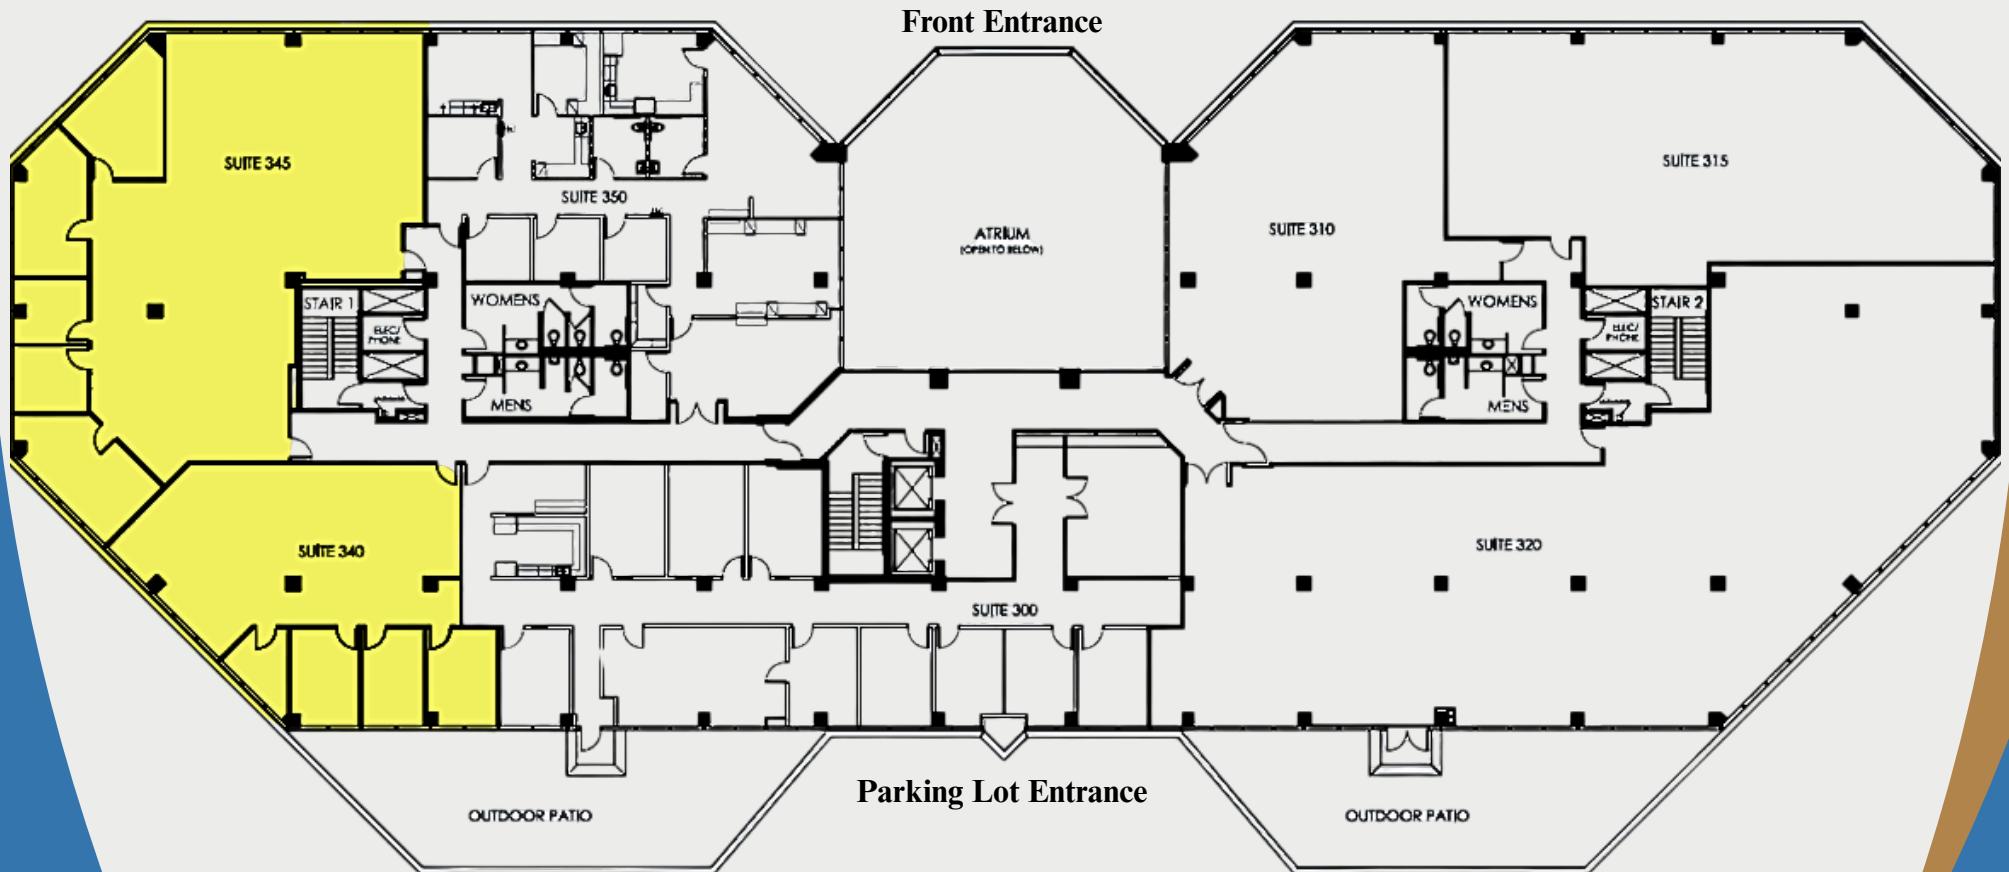 Front Entrance
SUITE 345
SUITE 350
SUITE 315
SUITE 310
ATRIUM
(OPEN TO BELOW)
STAIR 1
WOMENS
ELEC/
PHONE
MENS
WOMENS
STAIR 2
ELEC/
PHONE
MENS
SUITE 340
SUITE 320
SUITE 300
Parking Lot Entrance
OUTDOOR PATIO
OUTDOOR PATIO